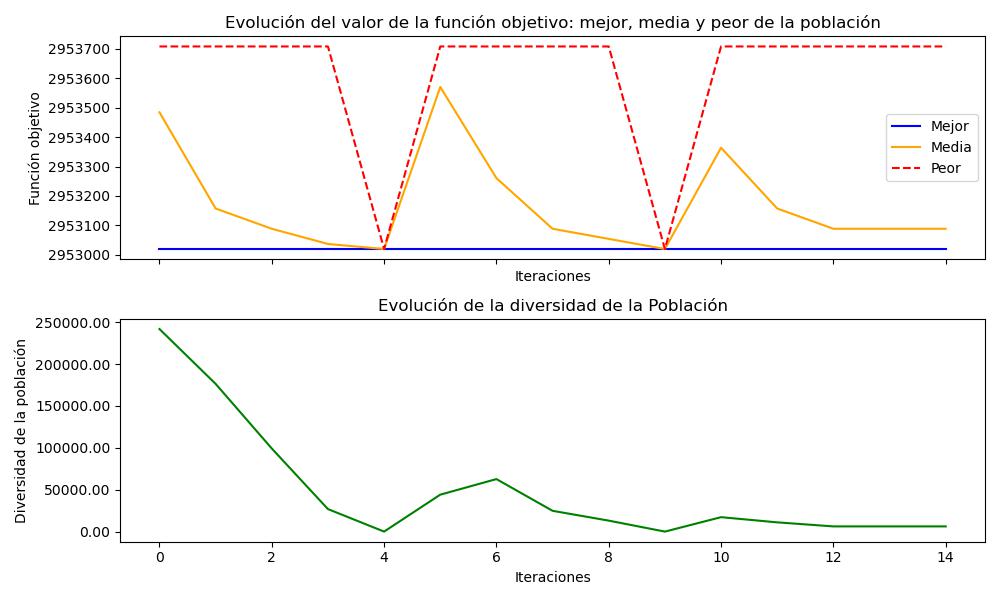 Evolución del valor de la función objetivo: mejor, media y peor de la población
2953700
2953600
2953500
2953400
2953300
2953200
2953100
2953000
Función objetivo
Mejor
Media
Peor
Iteraciones
Evolución de la diversidad de la Población
250000.00
200000.00
150000.00
100000.00
50000.00
0.00
Diversidad de la población
0 2 4 6 8 10 12 14
Iteraciones